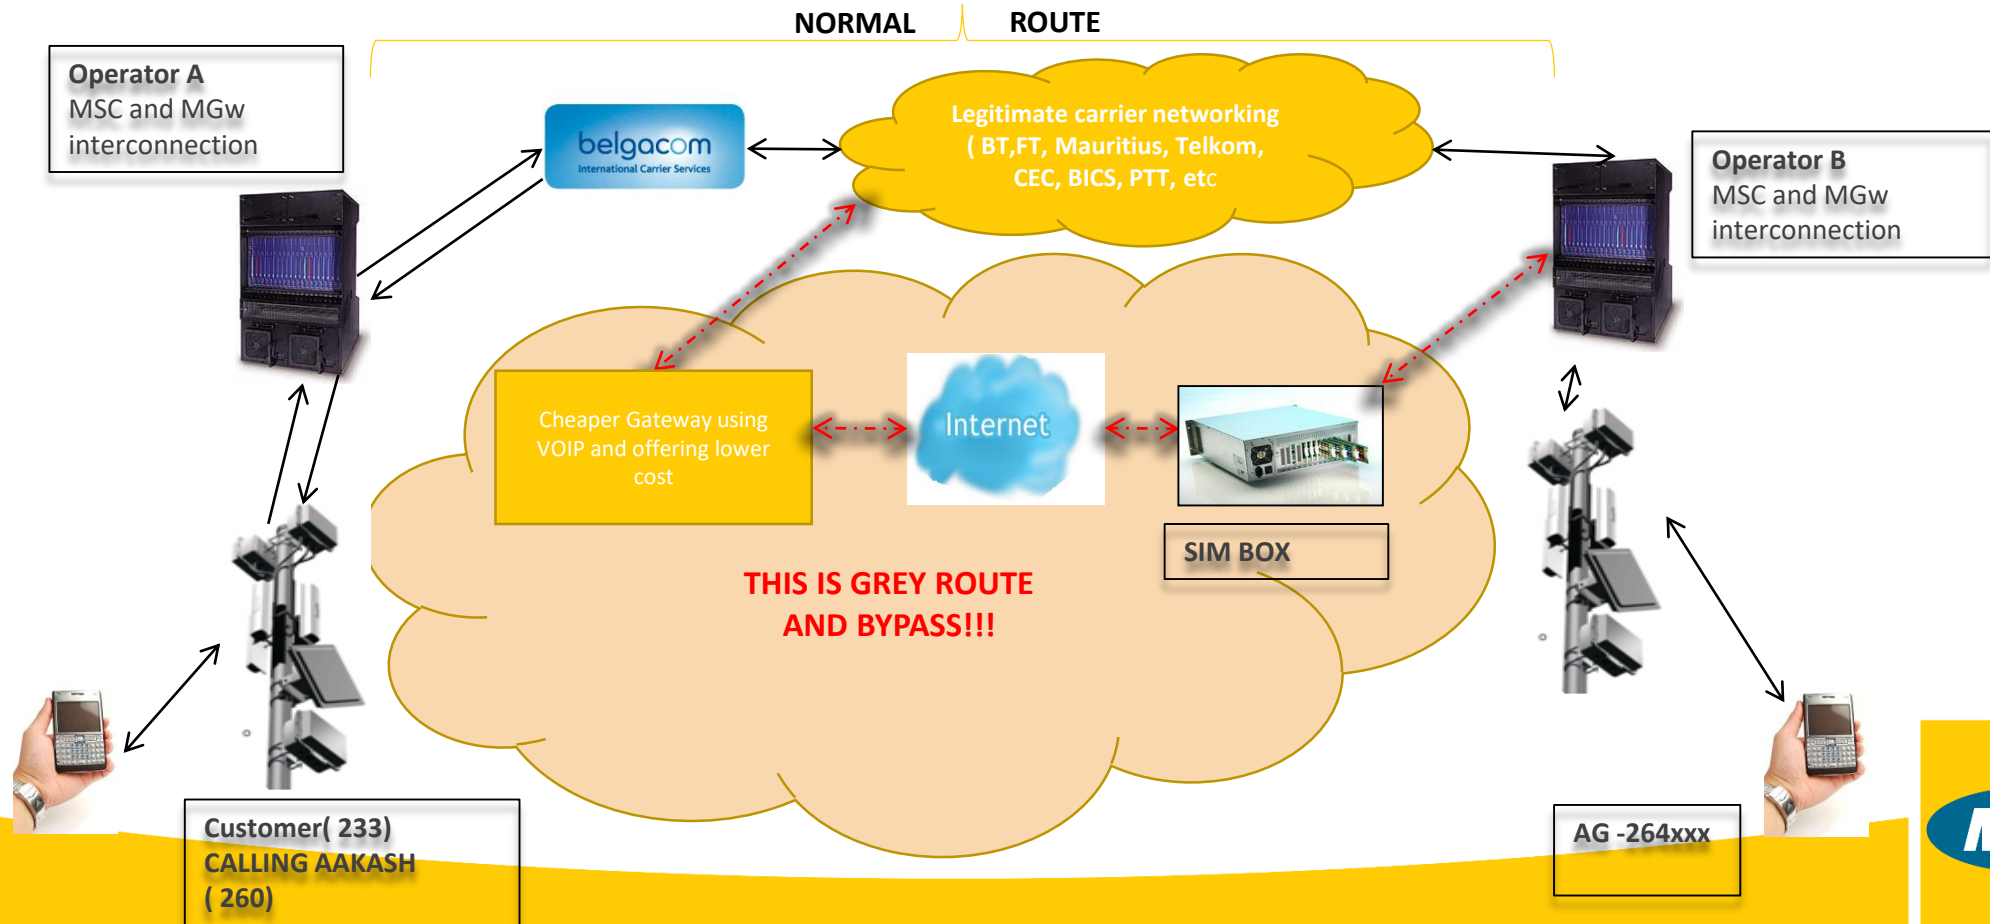 NORMAL ROUTE
Operator A
MSC and MGw
interconnection
belgacom
International Carrier Services
Legitimate carrier networking
( BT,FT, Mauritius, Telkom,
CEC, BICS, PTT, etc
Operator B
MSC and MGw
interconnection
Cheaper Gateway using
VOIP and offering lower
cost
Internet
SIM BOX
THIS IS GREY ROUTE
AND BYPASS!!!
Customer( 233)
CALLING AAKASH
( 260)
AG -264xxx